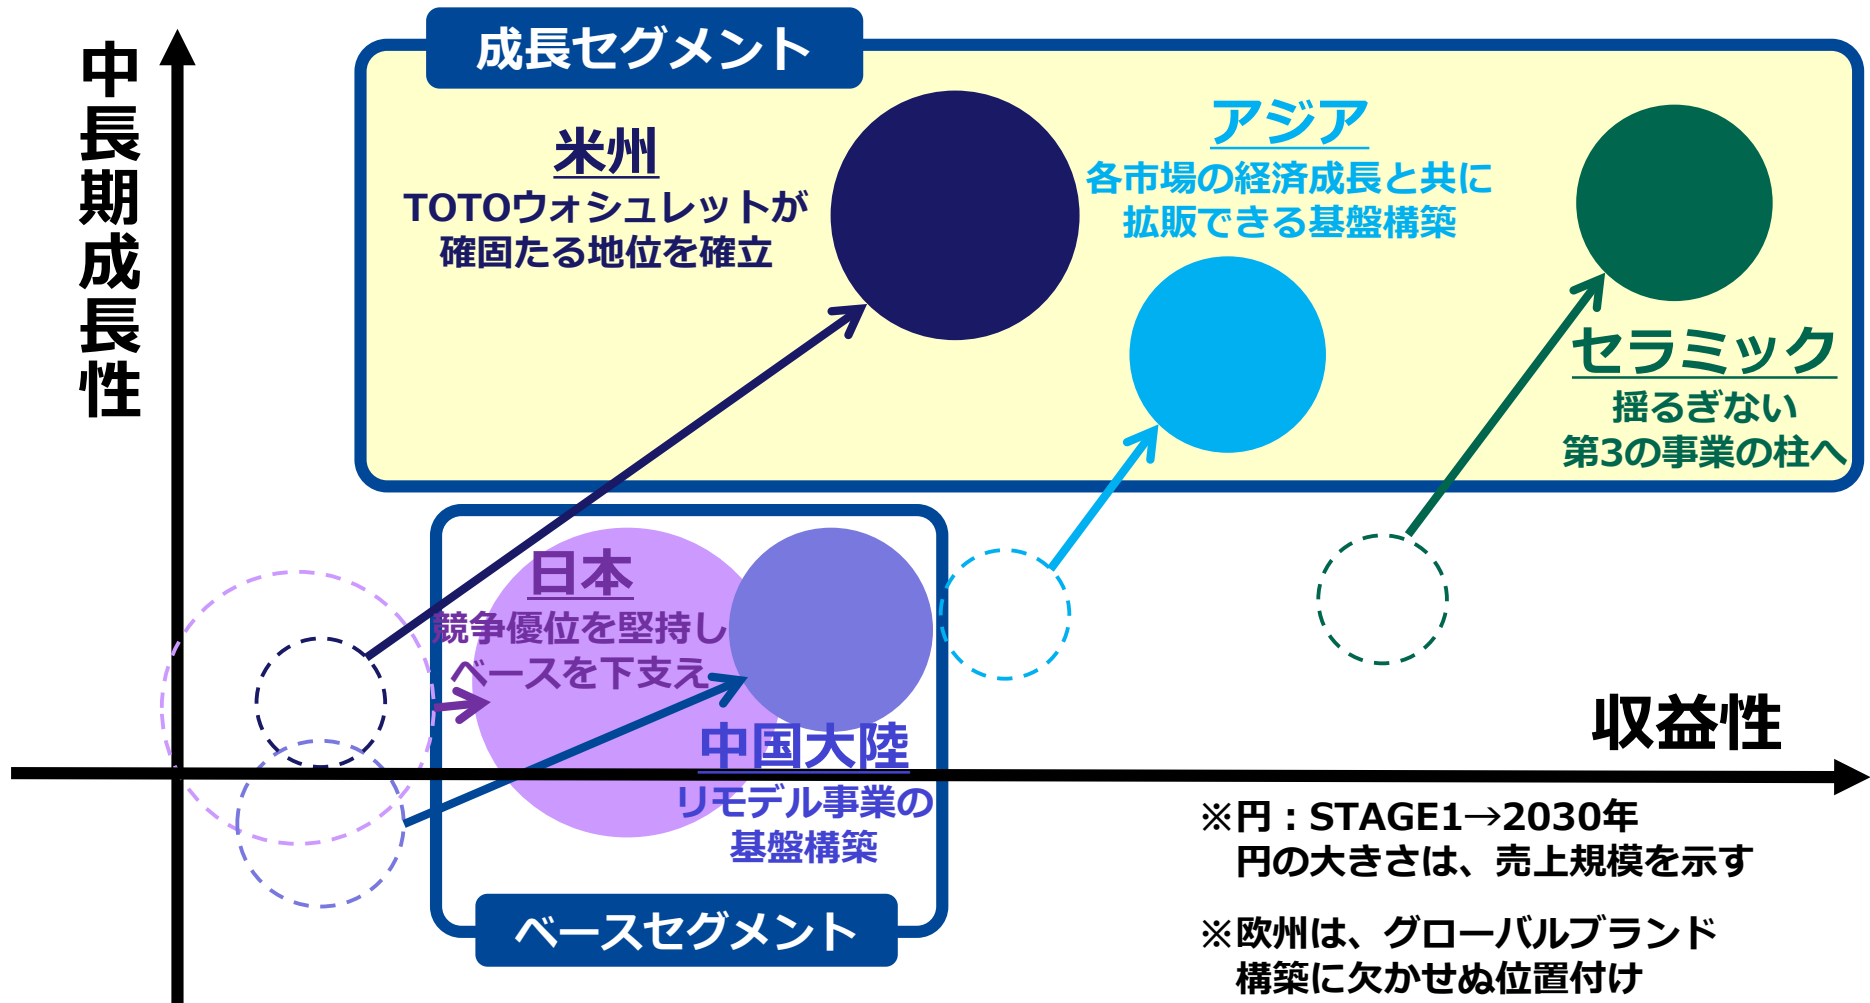 中長期成長性
成長セグメント
米州
TOTOウォシュレットが
確固たる地位を確立
アジア
各市場の経済成長と共に
拡販できる基盤構築
セラミック
揺るぎない
第3の事業の柱へ
日本
競争優位を堅持し
ベースを下支え
中国大陸
リモデル事業の
基盤構築
ベースセグメント
収益性
※円：STAGE1→2030年
円の大きさは、売上規模を示す
※欧州は、グローバルブランド
構築に欠かせぬ位置付け